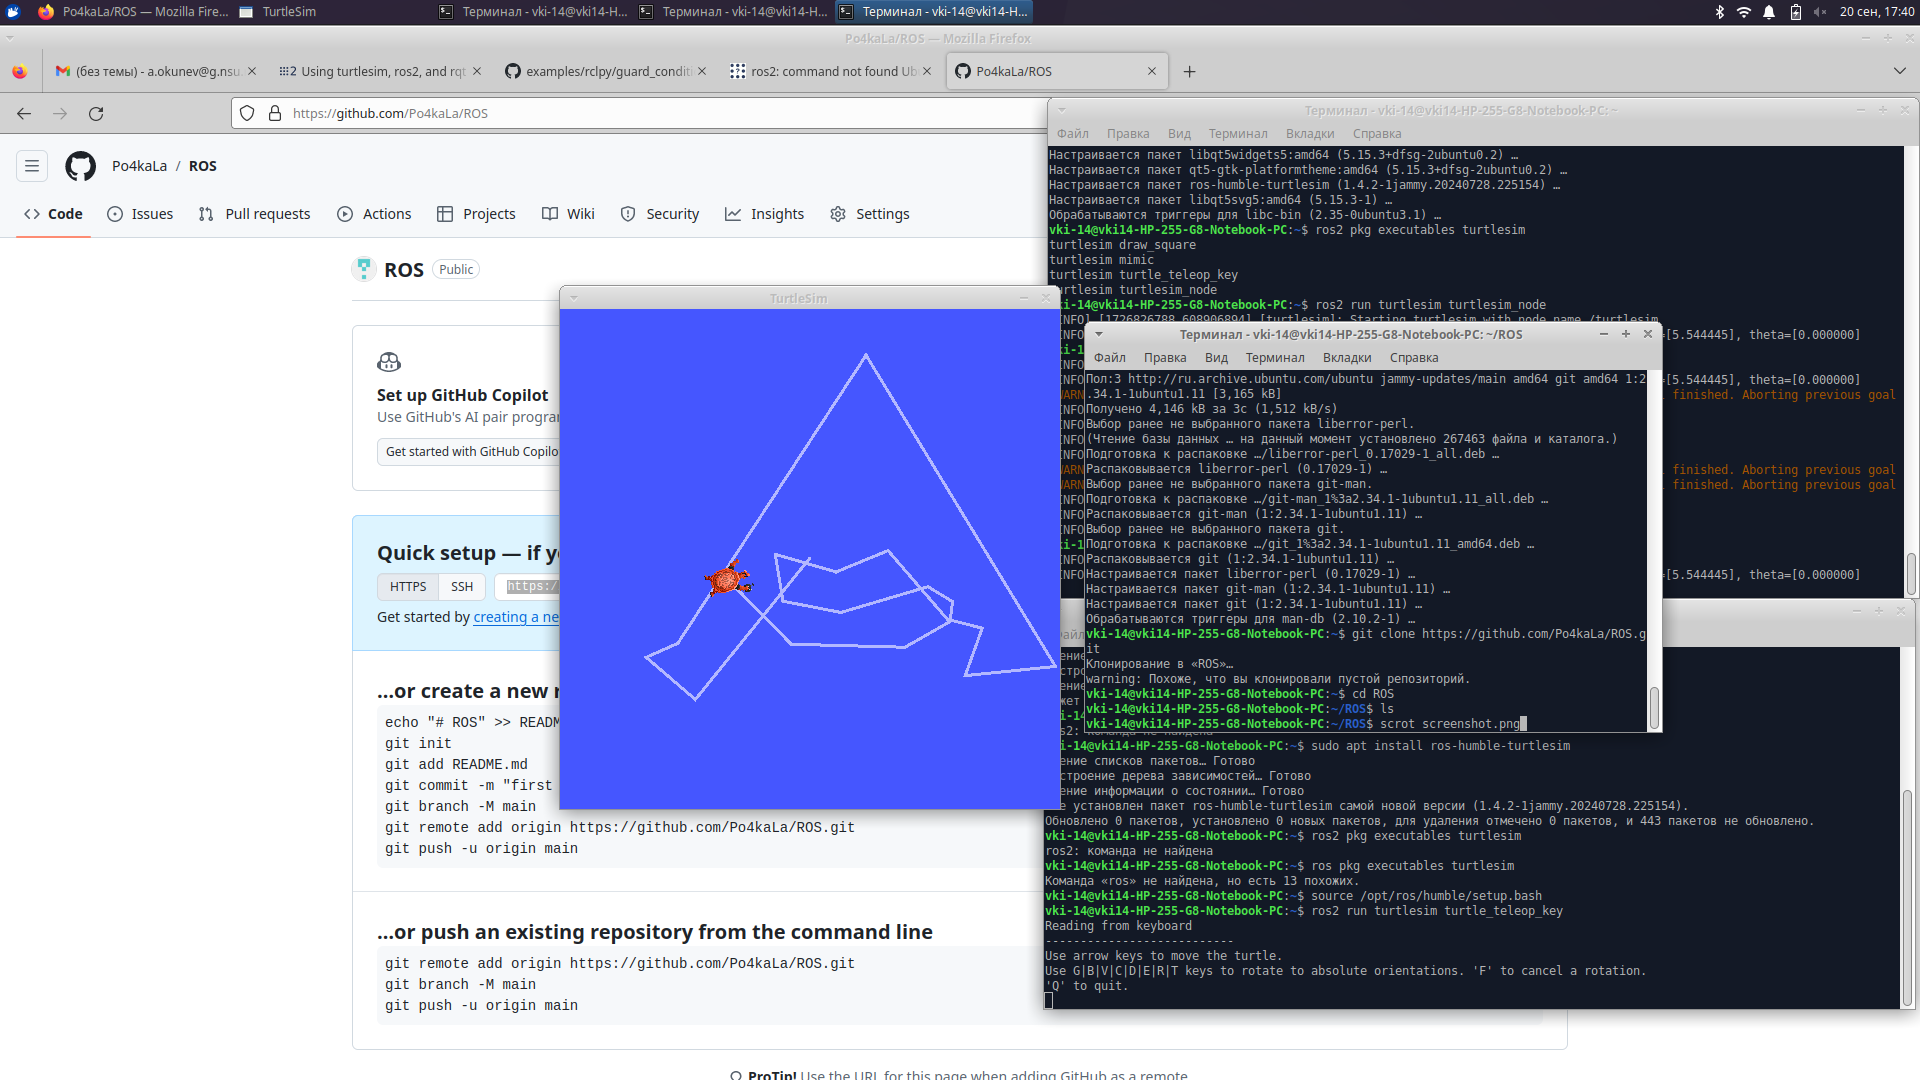 Po4kaLa/ROS — Mozilla Fire...
TurtleSim
Терминал - vki-14@vki14-H...
Терминал - vki-14@vki14-H...
Терминал - vki-14@vki14-H...
20 сен, 17:40
Po4kaLa/ROS — Mozilla Firefox
(без темы) - a.okunev@g.nsu
Using turtlesim, ros2, and rqt
examples/rclpy/guard_conditi
ros2: command not found Ub
Po4kaLa/ROS
https://github.com/Po4kaLa/ROS
Po4kaLa / ROS
Code
Issues
Pull requests
Actions
Projects
Wiki
Security
Insights
Settings
ROS
Public
Set up GitHub Copilot
Use GitHub's AI pair program
Get started with GitHub Copilo
Quick setup — if yo
HTTPS
SSH
https:/
Get started by creating a ne
...or create a new r
echo "# ROS" >> READM
git init
git add README.md
git commit -m "first
git branch -M main
git remote add origin https://github.com/Po4kaLa/ROS.git
git push -u origin main
...or push an existing repository from the command line
git remote add origin https://github.com/Po4kaLa/ROS.git
git branch -M main
git push -u origin main
ProTip! Use the URL for this page when adding GitHub as a remote.
TurtleSim
Терминал - vki-14@vki14-HP-255-G8-Notebook-PC: ~
Файл Правка Вид Терминал Вкладки Справка
Настраивается пакет libqt5widgets5:amd64 (5.15.3+dfsg-2ubuntu0.2) …
Настраивается пакет qt5-gtk-platformtheme:amd64 (5.15.3+dfsg-2ubuntu0.2) …
Настраивается пакет ros-humble-turtlesim (1.4.2-1jammy.20240728.225154) …
Настраивается пакет libqt5svg5:amd64 (5.15.3-1) …
Обрабатываются триггеры для libc-bin (2.35-0ubuntu3.1) …
vki-14@vki14-HP-255-G8-Notebook-PC:~$ ros2 pkg executables turtlesim
turtlesim draw_square
turtlesim mimic
turtlesim turtle_teleop_key
turtlesim turtlesim_node
ki-14@vki14-HP-255-G8-Notebook-PC:~$ ros2 run turtlesim turtlesim_node
INFO] [1726826788.608906894] [turtlesim]: Starting turtlesim with node name /turtlesim
=[5.544445], theta=[0.000000]
=[5.544445], theta=[0.000000]
finished. Aborting previous goal
finished. Aborting previous goal
finished. Aborting previous goal
=[5.544445], theta=[0.000000]
Терминал - vki-14@vki14-HP-255-G8-Notebook-PC: ~/ROS
Файл Правка Вид Терминал Вкладки Справка
Пол:3 http://ru.archive.ubuntu.com/ubuntu jammy-updates/main amd64 git amd64 1:2
.34.1-1ubuntu1.11 [3,165 kB]
Получено 4,146 kB за 3с (1,512 kB/s)
Выбор ранее не выбранного пакета liberror-perl.
(Чтение базы данных … на данный момент установлено 267463 файла и каталога.)
Подготовка к распаковке …/liberror-perl_0.17029-1_all.deb …
Распаковывается liberror-perl (0.17029-1) …
Выбор ранее не выбранного пакета git-man.
Подготовка к распаковке …/git-man_1%3a2.34.1-1ubuntu1.11_all.deb …
Распаковывается git-man (1:2.34.1-1ubuntu1.11) …
Выбор ранее не выбранного пакета git.
Подготовка к распаковке …/git_1%3a2.34.1-1ubuntu1.11_amd64.deb …
Распаковывается git (1:2.34.1-1ubuntu1.11) …
Настраивается пакет liberror-perl (0.17029-1) …
Настраивается пакет git-man (1:2.34.1-1ubuntu1.11) …
Настраивается пакет git (1:2.34.1-1ubuntu1.11) …
Обрабатываются триггеры для man-db (2.10.2-1) …
vki-14@vki14-HP-255-G8-Notebook-PC:~$ git clone https://github.com/Po4kaLa/ROS.g
it
Клонирование в «ROS»…
warning: Похоже, что вы клонировали пустой репозиторий.
vki-14@vki14-HP-255-G8-Notebook-PC:~$ cd ROS
vki-14@vki14-HP-255-G8-Notebook-PC:~/ROS$ ls
vki-14@vki14-HP-255-G8-Notebook-PC:~/ROS$ scrot screenshot.png
ki-14@vki14-HP-255-G8-Notebook-PC:~$ sudo apt install ros-humble-turtlesim
ение списков пакетов… Готово
строение дерева зависимостей… Готово
ение информации о состоянии… Готово
е установлен пакет ros-humble-turtlesim самой новой версии (1.4.2-1jammy.20240728.225154).
Обновлено 0 пакетов, установлено 0 новых пакетов, для удаления отмечено 0 пакетов, и 443 пакетов не обновлено.
vki-14@vki14-HP-255-G8-Notebook-PC:~$ ros2 pkg executables turtlesim
ros2: команда не найдена
vki-14@vki14-HP-255-G8-Notebook-PC:~$ ros pkg executables turtlesim
Команда «ros» не найдена, но есть 13 похожих.
vki-14@vki14-HP-255-G8-Notebook-PC:~$ source /opt/ros/humble/setup.bash
vki-14@vki14-HP-255-G8-Notebook-PC:~$ ros2 run turtlesim turtle_teleop_key
Reading from keyboard
---------------------------
Use arrow keys to move the turtle.
Use G|B|V|C|D|E|R|T keys to rotate to absolute orientations. 'F' to cancel a rotation.
'Q' to quit.